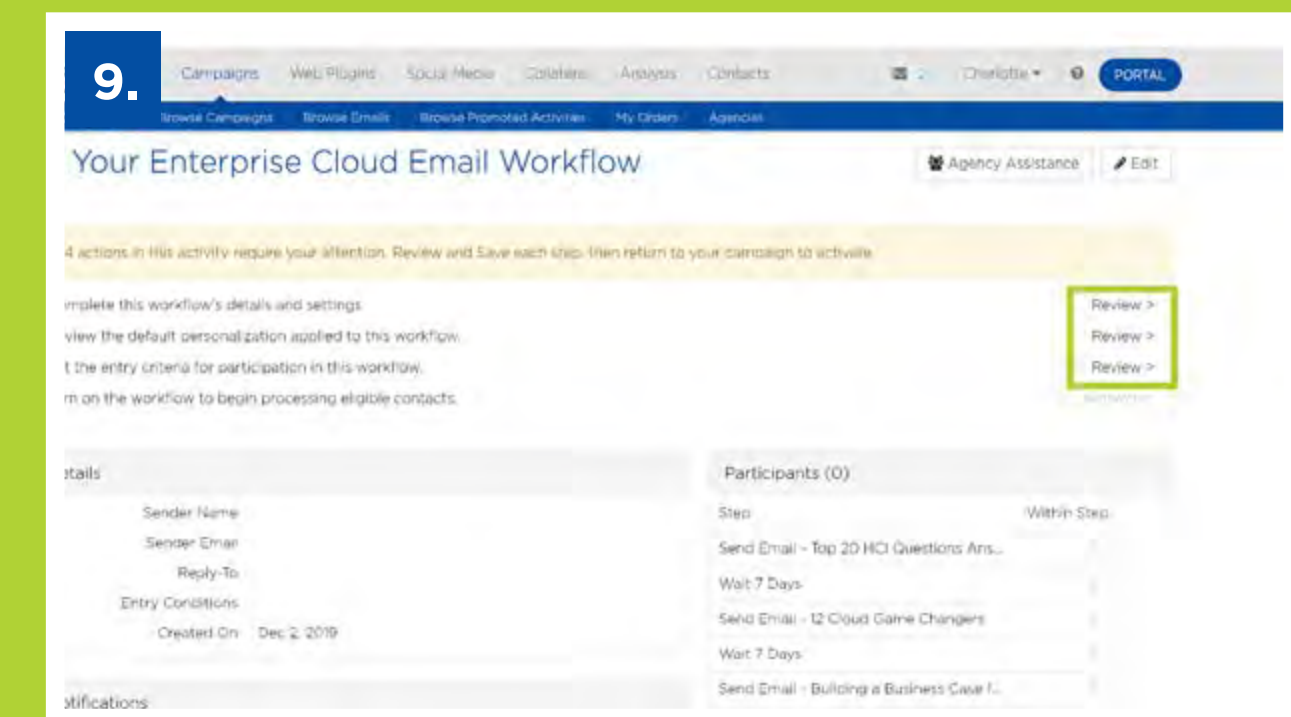 9.
Campaigns Web Plugins Social Media Collateral Analysis Contacts Charlotte PORTAL
Browse Campaigns Browse Emails Browse Promoted Activities My Orders Agencies
Your Enterprise Cloud Email Workflow
Agency Assistance Edit
4 actions in this activity require your attention. Review and Save each step, then return to your campaign to activate.
mplete this workflow's details and settings
Review >
view the default personalization applied to this workflow.
Review >
t the entry criteria for participation in this workflow.
Review >
rn on the workflow to begin processing eligible contacts.
etails
Participants (0)
Sender Name
Step Within Step
Sender Email
Send Email - Top 20 HCI Questions Ans...
Reply-To
Wait 7 Days
Entry Conditions
Send Email - 12 Cloud Game Changers
Created On Dec 2, 2019
Wait 7 Days
Send Email - Building a Business Case f...
otifications